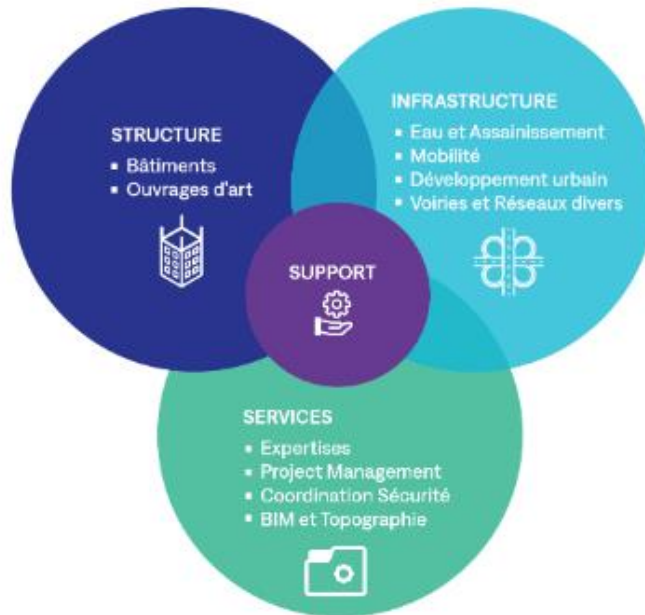 STRUCTURE
▪ Bâtiments
▪ Ouvrages d'art
INFRASTRUCTURE
▪ Eau et Assainissement
▪ Mobilité
▪ Développement urbain
▪ Voiries et Réseaux divers
SUPPORT
SERVICES
▪ Expertises
▪ Project Management
▪ Coordination Sécurité
▪ BIM et Topographie